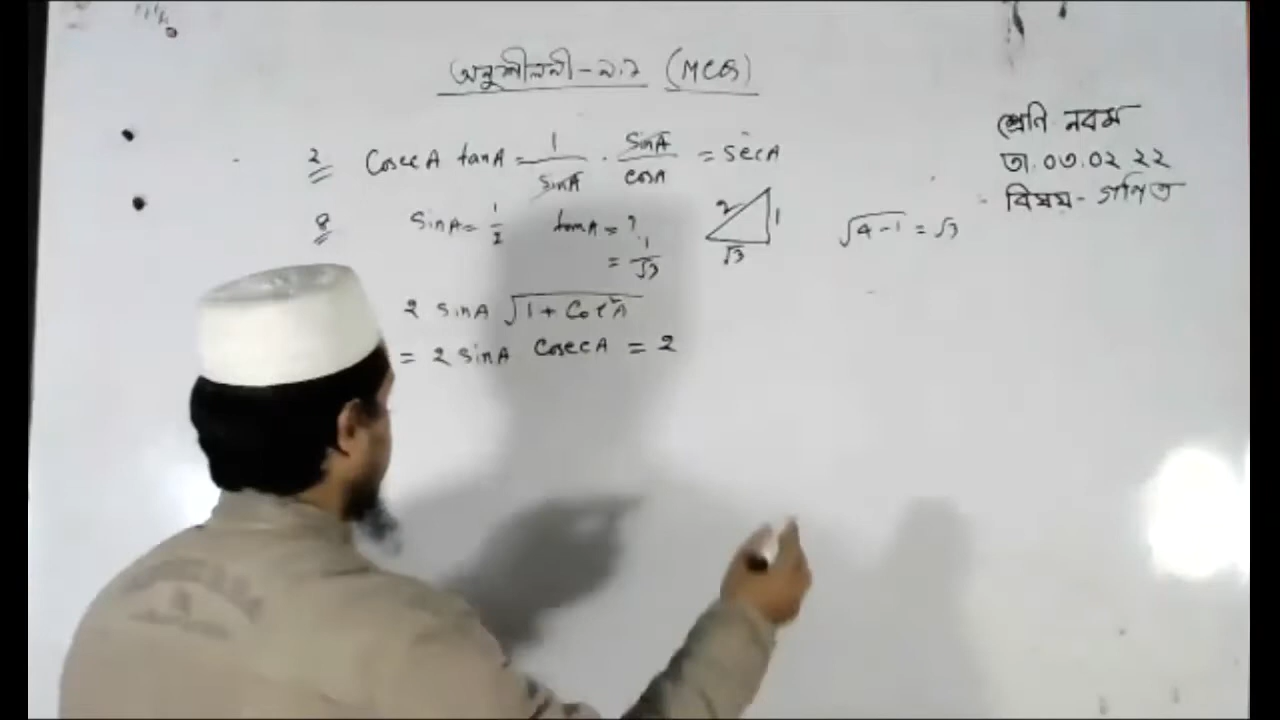 অনুশীলনী-৯.১ (MCQ)
শ্রেণি নবম
তা.০৩.০২ ২২
বিষয়- গণিত
২ CosecA tanA = 1/sinA · sinA/cosA = secA
৪ sinA = 1/2 tanA = ? 2 1 √3 √4-1 = √3
= 1/√3
2 sinA √1 + Cot²A
= 2 sinA CosecA = 2